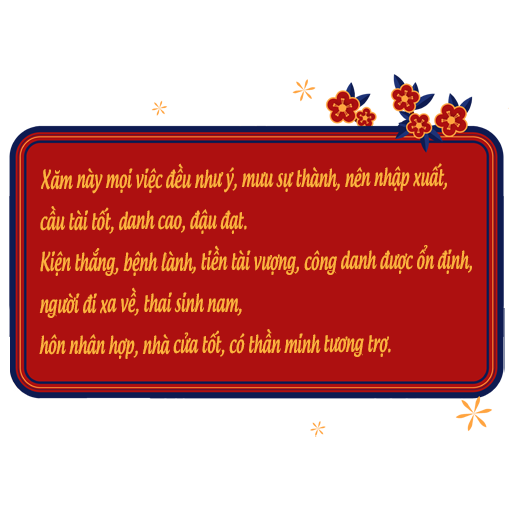 Xăm này mọi việc đều như ý, mưu sự thành, nên nhập xuất,
cầu tài tốt, danh cao, đậu đạt.
Kiện thắng, bệnh lành, tiền tài vượng, công danh được ổn định,
người đi xa về, thai sinh nam,
hôn nhân hợp, nhà cửa tốt, có thần minh tương trợ.